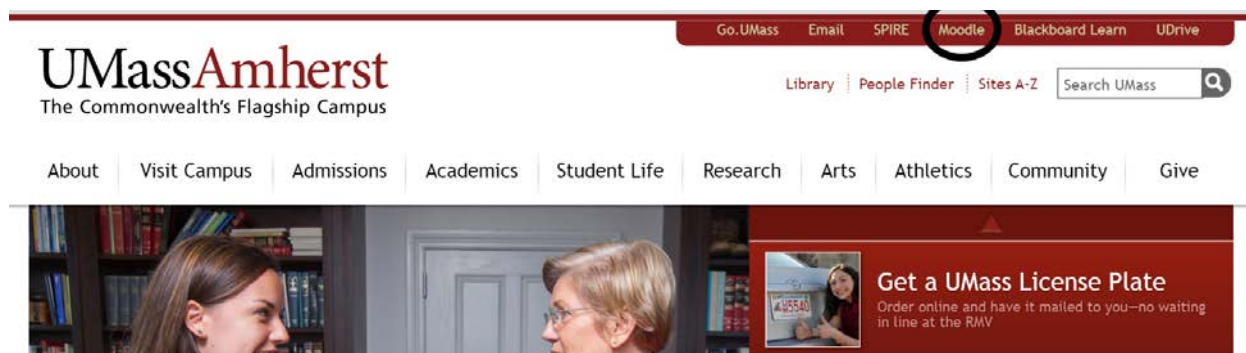 Go.UMass Email SPIRE Moodle Blackboard Learn UDrive
UMassAmherst
The Commonwealth's Flagship Campus
Library People Finder Sites A-Z Search UMass
About Visit Campus Admissions Academics Student Life Research Arts Athletics Community Give
Get a UMass License Plate
Order online and have it mailed to you—no waiting
in line at the RMV